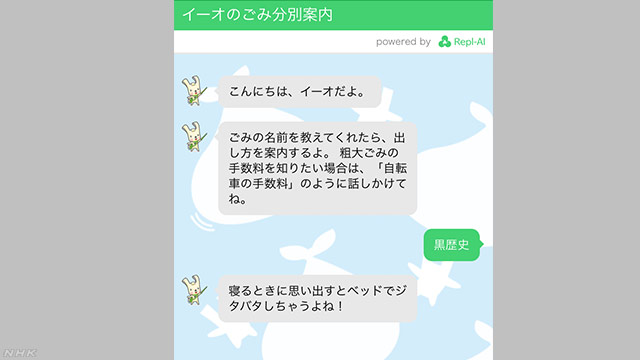 イーオのごみ分別案内
powered by Repl-AI
こんにちは、イーオだよ。
ごみの名前を教えてくれたら、出
し方を案内するよ。 粗大ごみの
手数料を知りたい場合は、「自転
車の手数料」のように話しかけて
ね。
黒歴史
寝るときに思い出すとベッドでジ
タバタしちゃうよね！
NHK